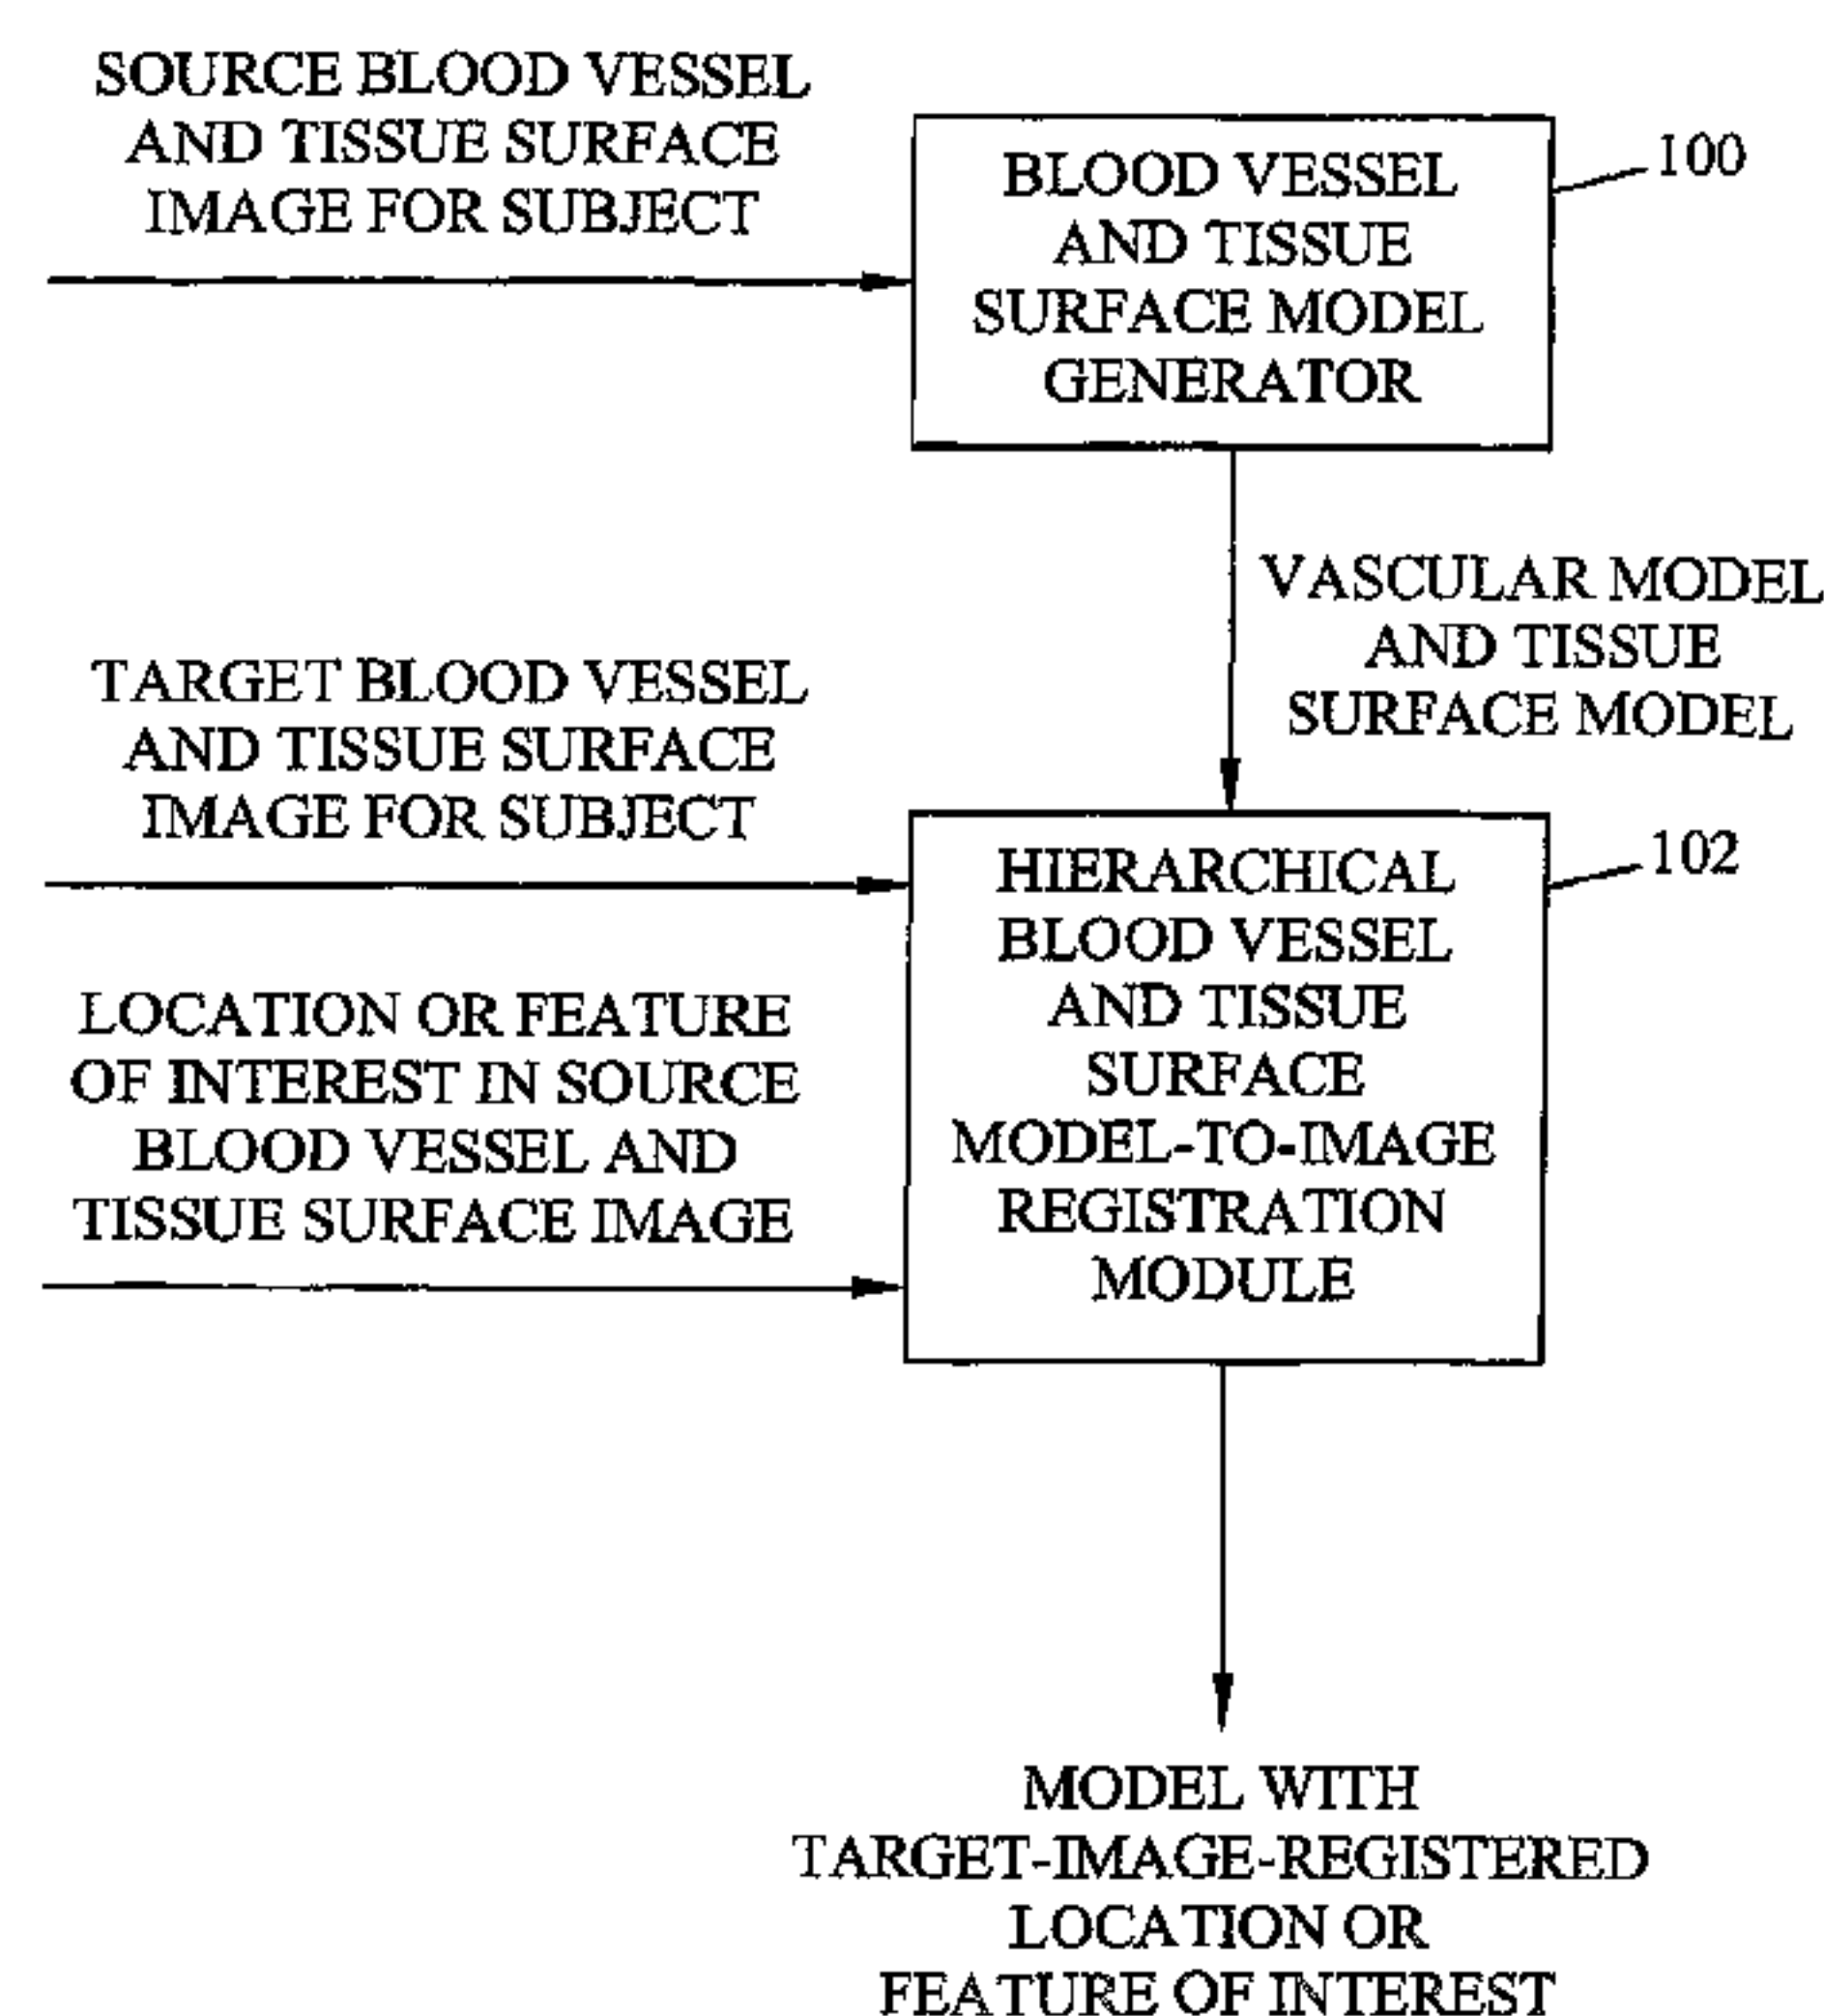 SOURCE BLOOD VESSEL
AND TISSUE SURFACE
IMAGE FOR SUBJECT
BLOOD VESSEL
AND TISSUE
SURFACE MODEL
GENERATOR
100
VASCULAR MODEL
AND TISSUE
SURFACE MODEL
TARGET BLOOD VESSEL
AND TISSUE SURFACE
IMAGE FOR SUBJECT
HIERARCHICAL
BLOOD VESSEL
AND TISSUE
SURFACE
MODEL-TO-IMAGE
REGISTRATION
MODULE
102
LOCATION OR FEATURE
OF INTEREST IN SOURCE
BLOOD VESSEL AND
TISSUE SURFACE IMAGE
MODEL WITH
TARGET-IMAGE-REGISTERED
LOCATION OR
FEATURE OF INTEREST